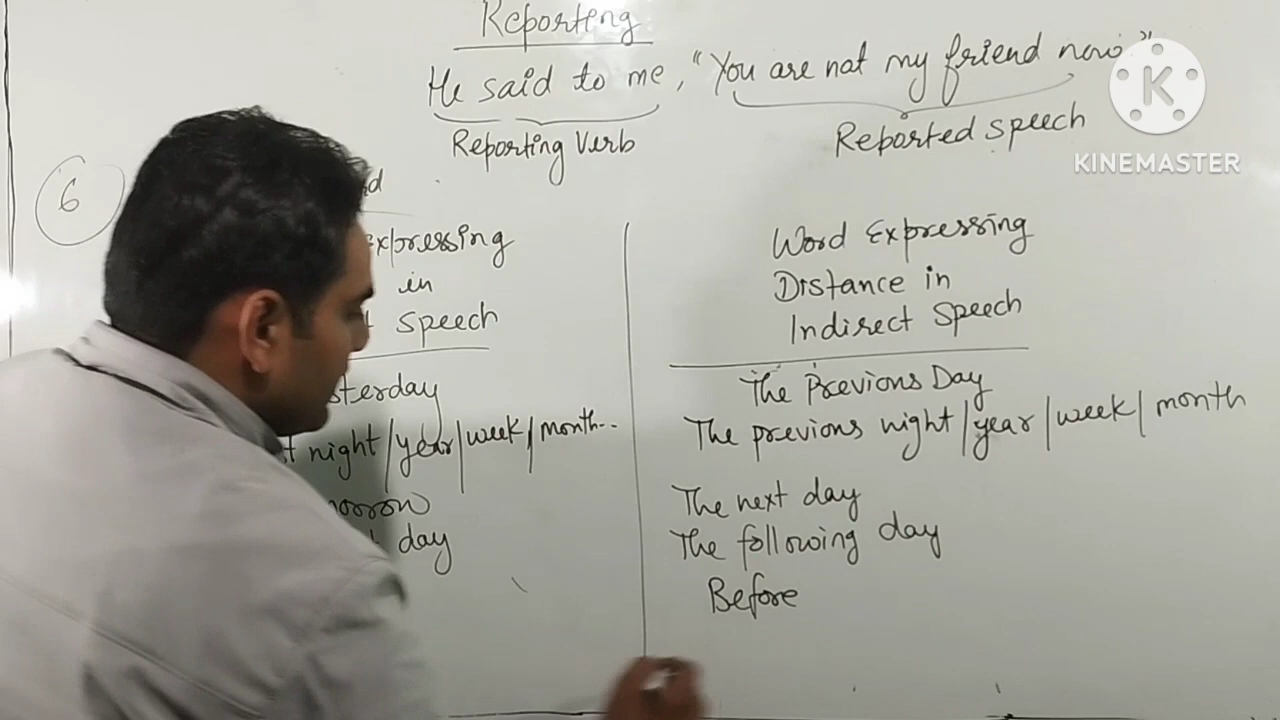 Reporting
He said to me, "You are not my friend now."
Reporting Verb
Reported speech
K
KINEMASTER
6
Expressing
in
speech
Word Expressing
Distance in
Indirect Speech
sterday
The Previous Day
night/year/week/month..
The previous night/year/week/month
The next day
day
The following day
Before